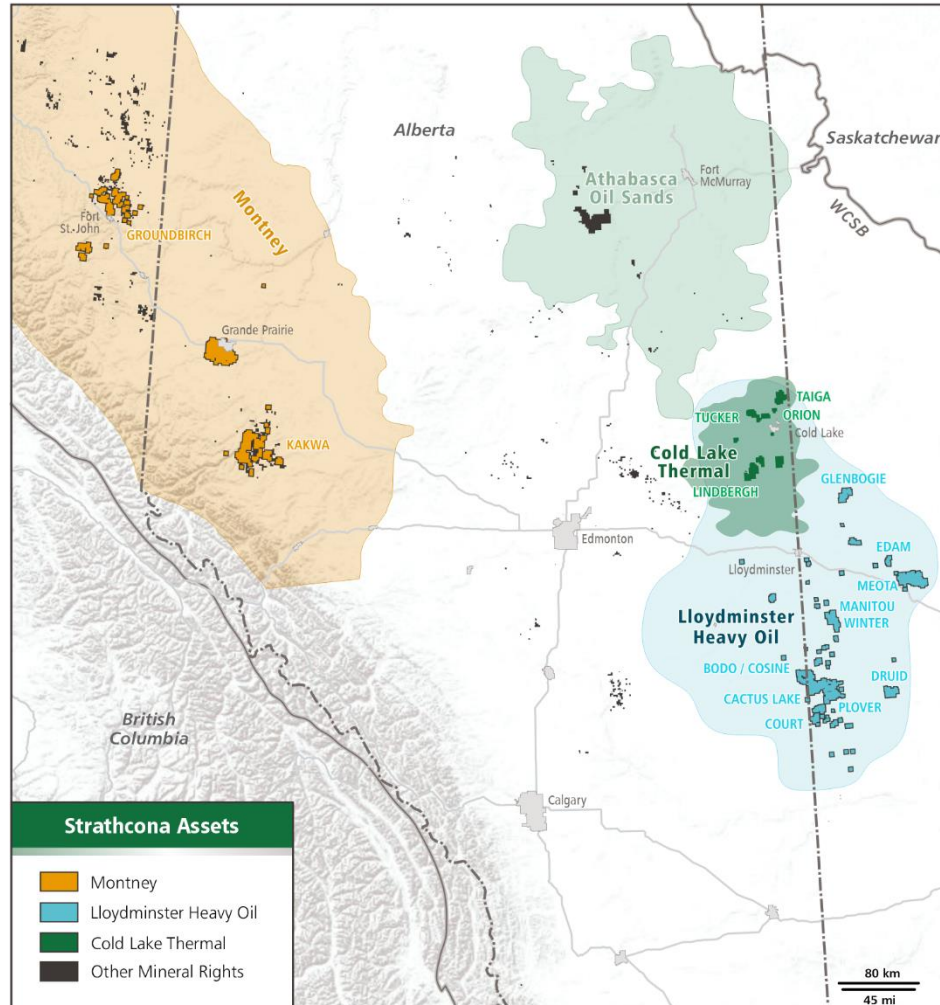 Alberta
Saskatchewan
Athabasca
Oil Sands
Fort
McMurray
WCSB
Montney
Fort
St.-John
GROUNDBIRCH
Grande Prairie
KAKWA
TAIGA
TUCKER
ORION
Cold Lake
Cold Lake
Thermal
LINDBERGH
GLENBOGIE
Edmonton
EDAM
Lloydminster
MEOTA
Lloydminster
Heavy Oil
MANITOU
WINTER
BODO / COSINE
DRUID
CACTUS LAKE
PLOVER
COURT
British
Columbia
Calgary
Strathcona Assets
Montney
Lloydminster Heavy Oil
Cold Lake Thermal
Other Mineral Rights
80 km
45 mi